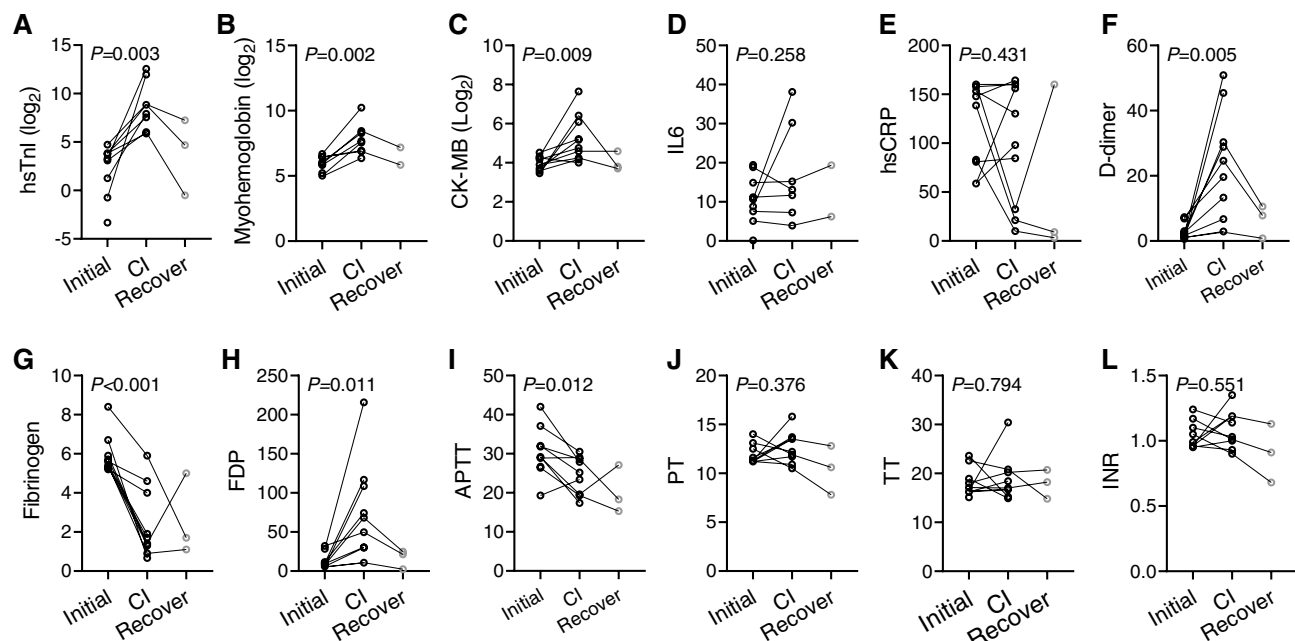 A
P=0.003
hsTnI (log2)
15
10
5
0
-5
Initial
CI
Recover
B
P=0.002
Myohemoglobin (log2)
15
10
5
0
Initial
CI
Recover
C
P=0.009
CK-MB (Log2)
10
8
6
4
2
0
Initial
CI
Recover
D
P=0.258
IL6
50
40
30
20
10
0
Initial
CI
Recover
E
P=0.431
hsCRP
200
150
100
50
0
Initial
CI
Recover
F
P=0.005
D-dimer
60
40
20
0
Initial
CI
Recover
G
P<0.001
Fibrinogen
10
8
6
4
2
0
Initial
CI
Recover
H
P=0.011
FDP
250
200
150
100
50
0
Initial
CI
Recover
I
P=0.012
APTT
50
40
30
20
10
0
Initial
CI
Recover
J
P=0.376
PT
20
15
10
5
0
Initial
CI
Recover
K
P=0.794
TT
40
30
20
10
0
Initial
CI
Recover
L
P=0.551
INR
1.5
1.0
0.5
0.0
Initial
CI
Recover